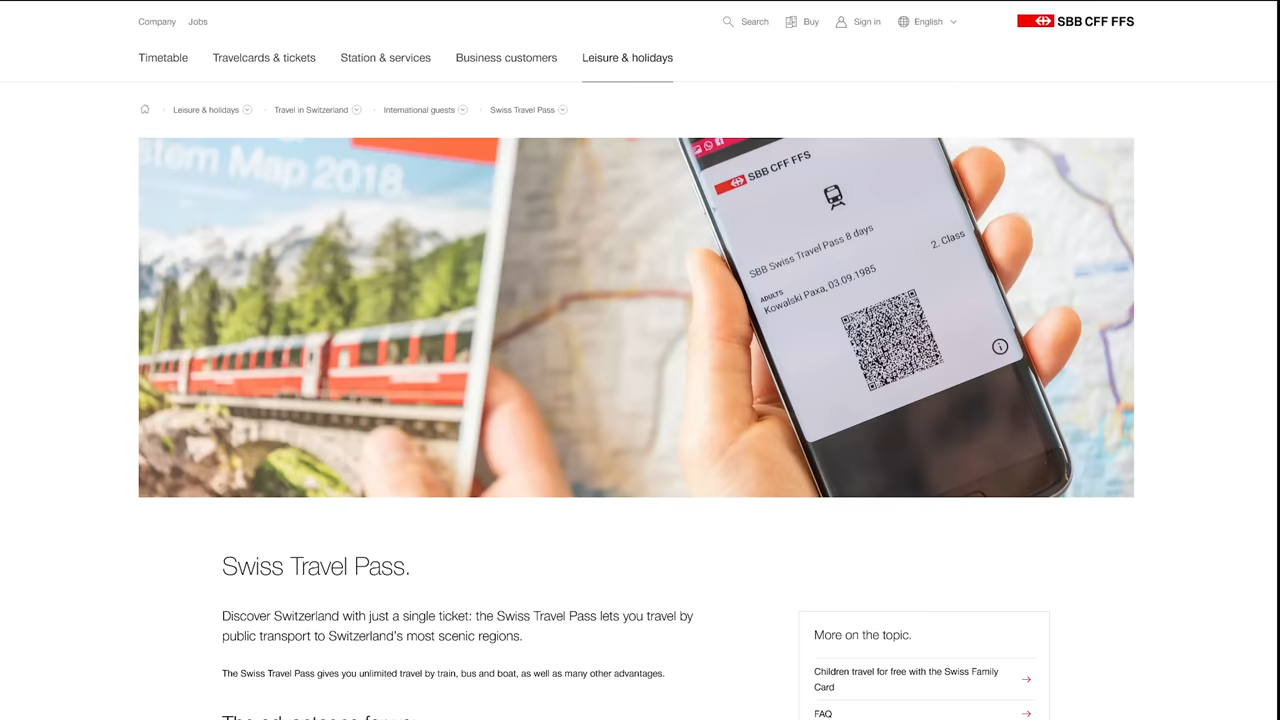 Company Jobs Search Buy Sign in English SBB CFF FFS
Timetable Travelcards & tickets Station & services Business customers Leisure & holidays
Leisure & holidays Travel in Switzerland International guests Swiss Travel Pass
Map 2018
SBB CFF FFS
SBB Swiss Travel Pass 8 days
2. Class
ADULTS
Kowalski Paxa, 03.09.1985
Swiss Travel Pass.
Discover Switzerland with just a single ticket: the Swiss Travel Pass lets you travel by
public transport to Switzerland's most scenic regions.
The Swiss Travel Pass gives you unlimited travel by train, bus and boat, as well as many other advantages.
More on the topic.
Children travel for free with the Swiss Family
Card
FAQ